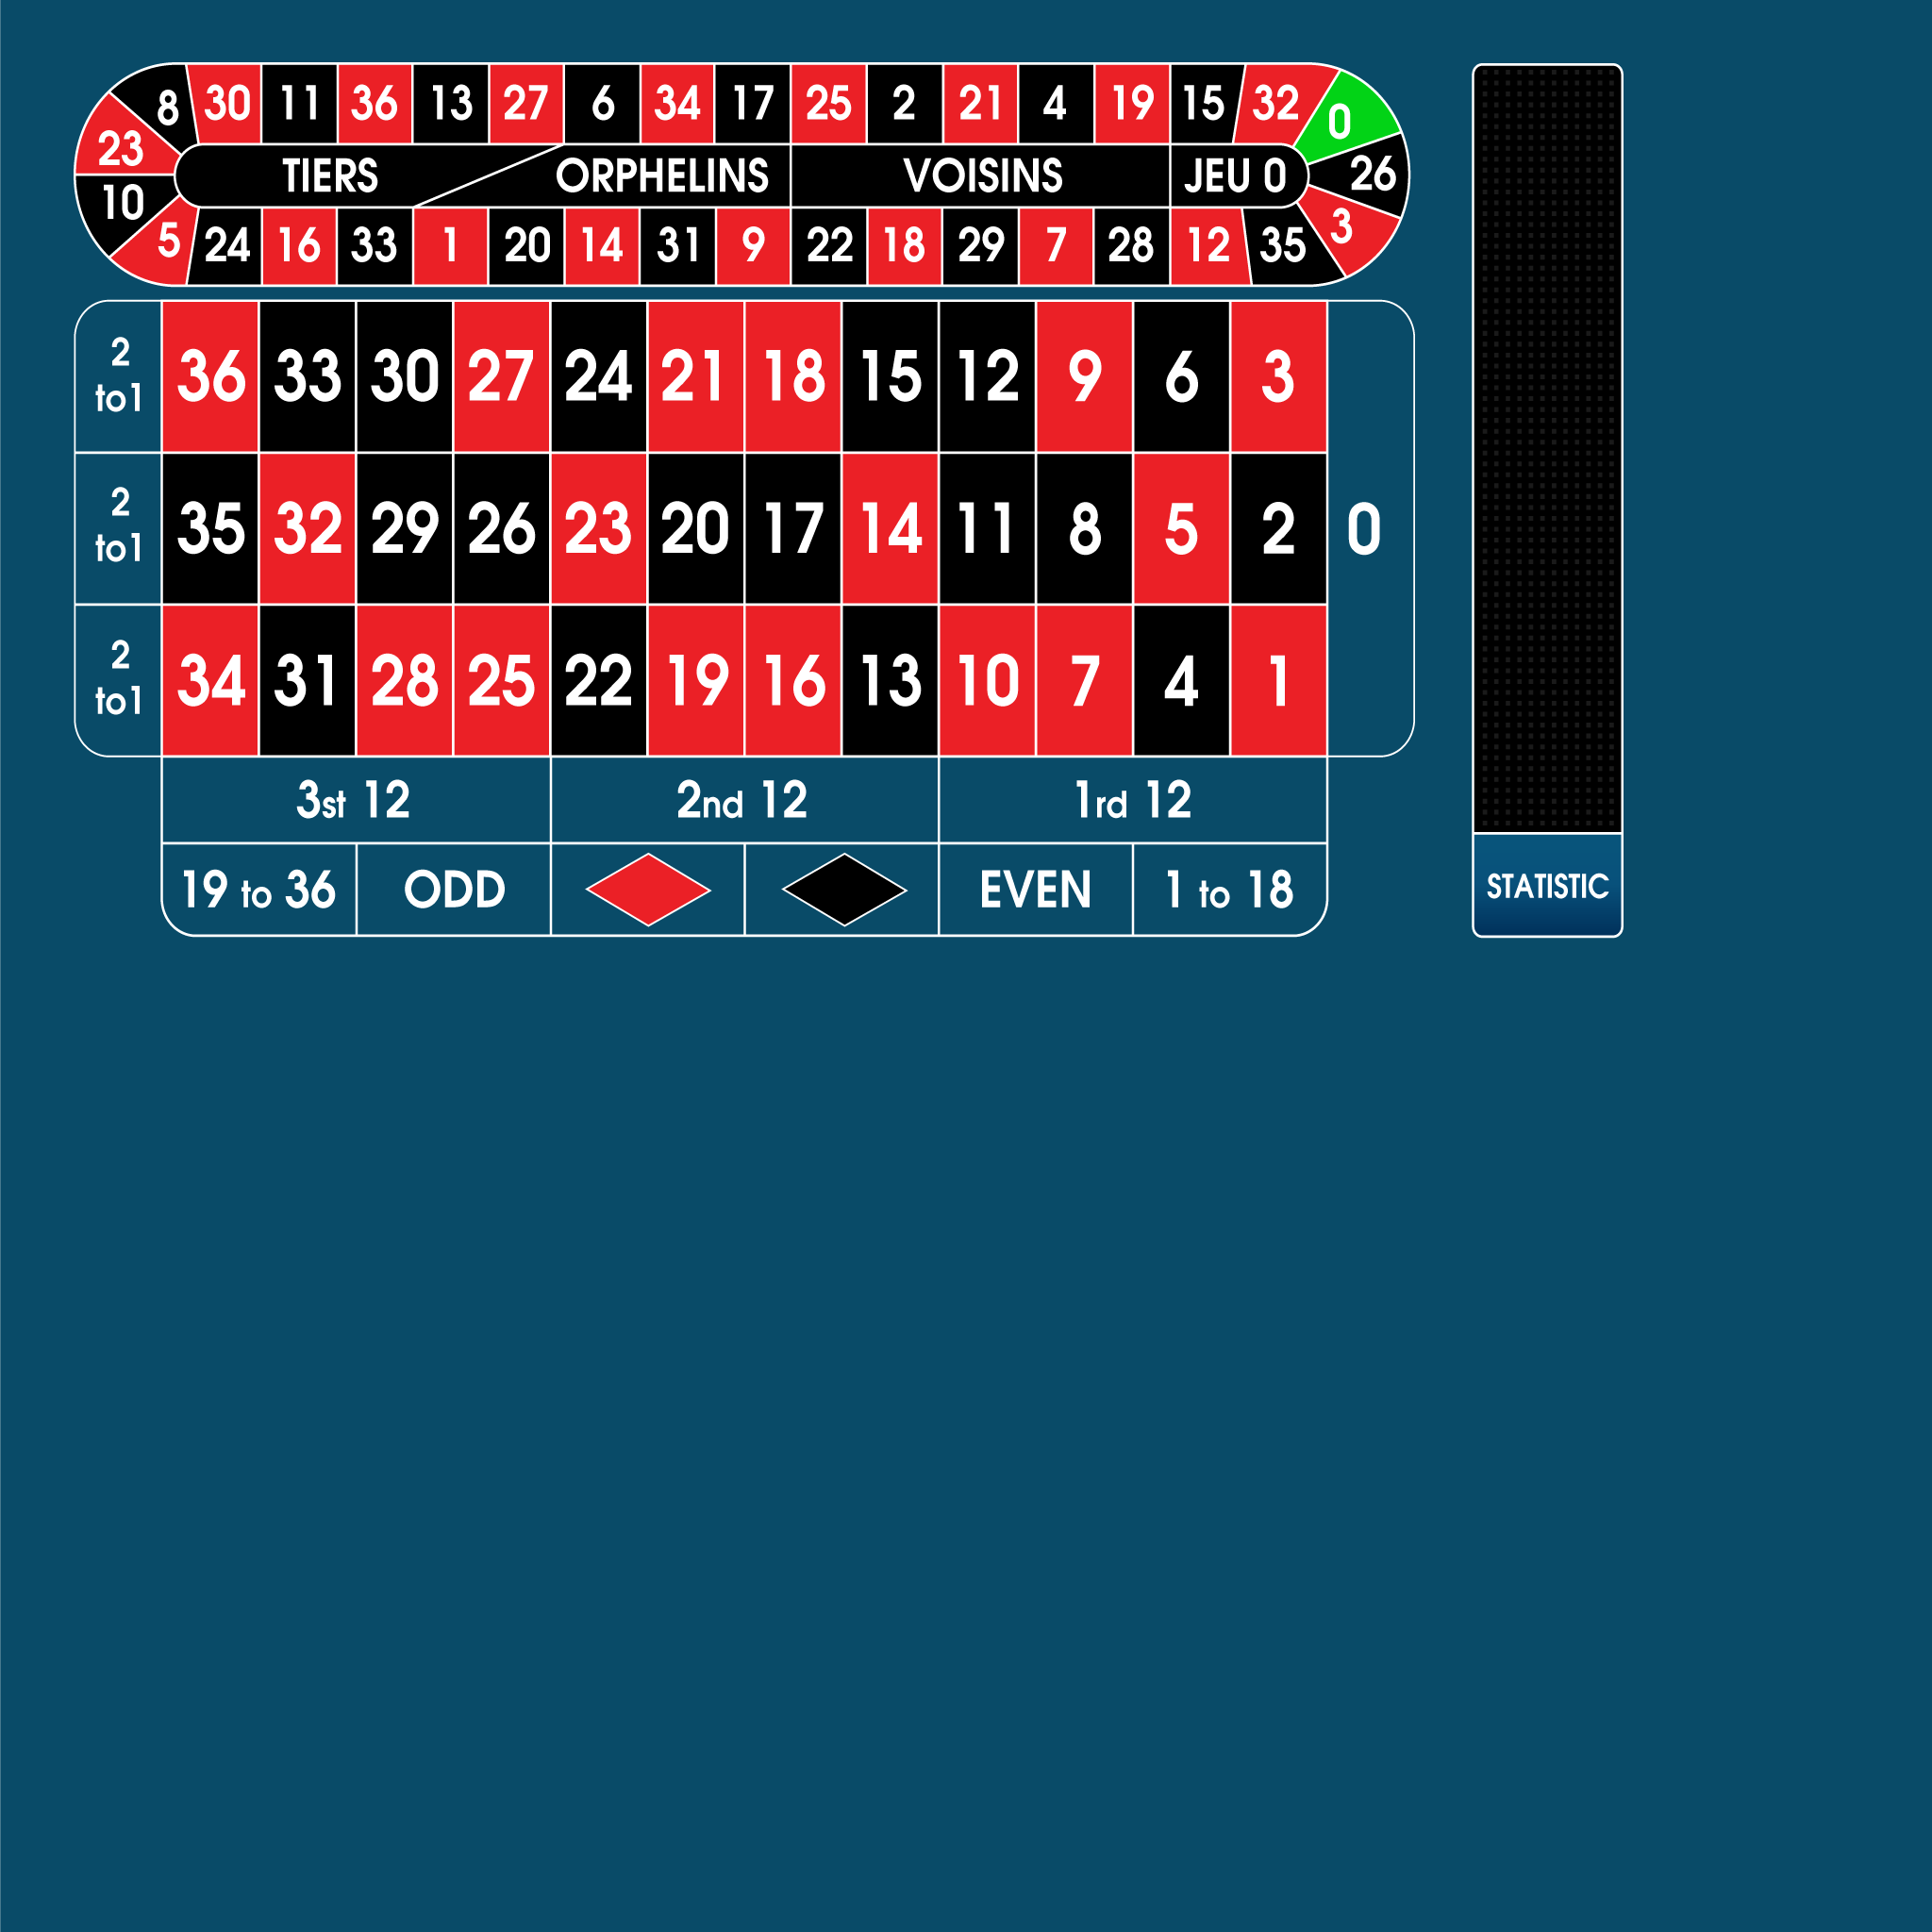 8 30 11 36 13 27 6 34 17 25 2 21 4 19 15 32 0
23 TIERS ORPHELINS VOISINS JEU 0 26
10
5 24 16 33 1 20 14 31 9 22 18 29 7 28 12 35 3
2
to1
36 33 30 27 24 21 18 15 12 9 6 3
2
to1
35 32 29 26 23 20 17 14 11 8 5 2 0
2
to1
34 31 28 25 22 19 16 13 10 7 4 1
3st 12 2nd 12 1rd 12
19 to 36 ODD EVEN 1 to 18
STATISTIC